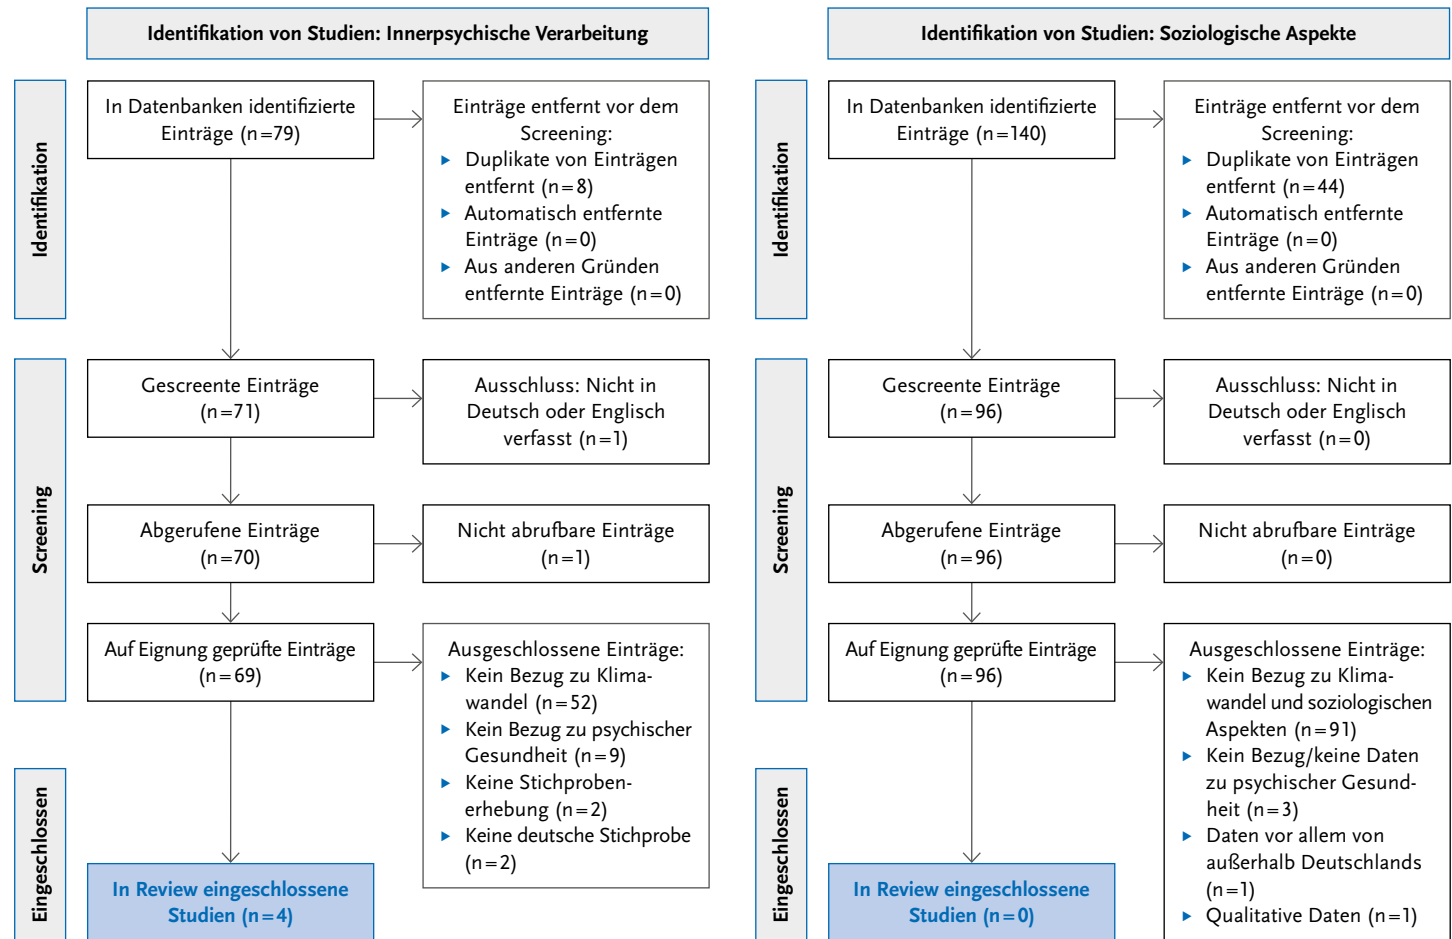 Identifikation von Studien: Innerpsychische Verarbeitung
Identifikation
In Datenbanken identifizierte
Einträge (n=79)
Einträge entfernt vor dem
Screening:
▸ Duplikate von Einträgen
entfernt (n=8)
▸ Automatisch entfernte
Einträge (n=0)
▸ Aus anderen Gründen
entfernte Einträge (n=0)
Screening
Gescreente Einträge
(n=71)
Ausschluss: Nicht in
Deutsch oder Englisch
verfasst (n=1)
Abgerufene Einträge
(n=70)
Nicht abrufbare Einträge
(n=1)
Auf Eignung geprüfte Einträge
(n=69)
Ausgeschlossene Einträge:
▸ Kein Bezug zu Klima-
wandel (n=52)
▸ Kein Bezug zu psychischer
Gesundheit (n=9)
▸ Keine Stichproben-
erhebung (n=2)
▸ Keine deutsche Stichprobe
(n=2)
Eingeschlossen
In Review eingeschlossene
Studien (n=4)
Identifikation von Studien: Soziologische Aspekte
Identifikation
In Datenbanken identifizierte
Einträge (n=140)
Einträge entfernt vor dem
Screening:
▸ Duplikate von Einträgen
entfernt (n=44)
▸ Automatisch entfernte
Einträge (n=0)
▸ Aus anderen Gründen
entfernte Einträge (n=0)
Screening
Gescreente Einträge
(n=96)
Ausschluss: Nicht in
Deutsch oder Englisch
verfasst (n=0)
Abgerufene Einträge
(n=96)
Nicht abrufbare Einträge
(n=0)
Auf Eignung geprüfte Einträge
(n=96)
Ausgeschlossene Einträge:
▸ Kein Bezug zu Klima-
wandel und soziologischen
Aspekten (n=91)
▸ Kein Bezug/keine Daten
zu psychischer Gesund-
heit (n=3)
▸ Daten vor allem von
außerhalb Deutschlands
(n=1)
▸ Qualitative Daten (n=1)
Eingeschlossen
In Review eingeschlossene
Studien (n=0)